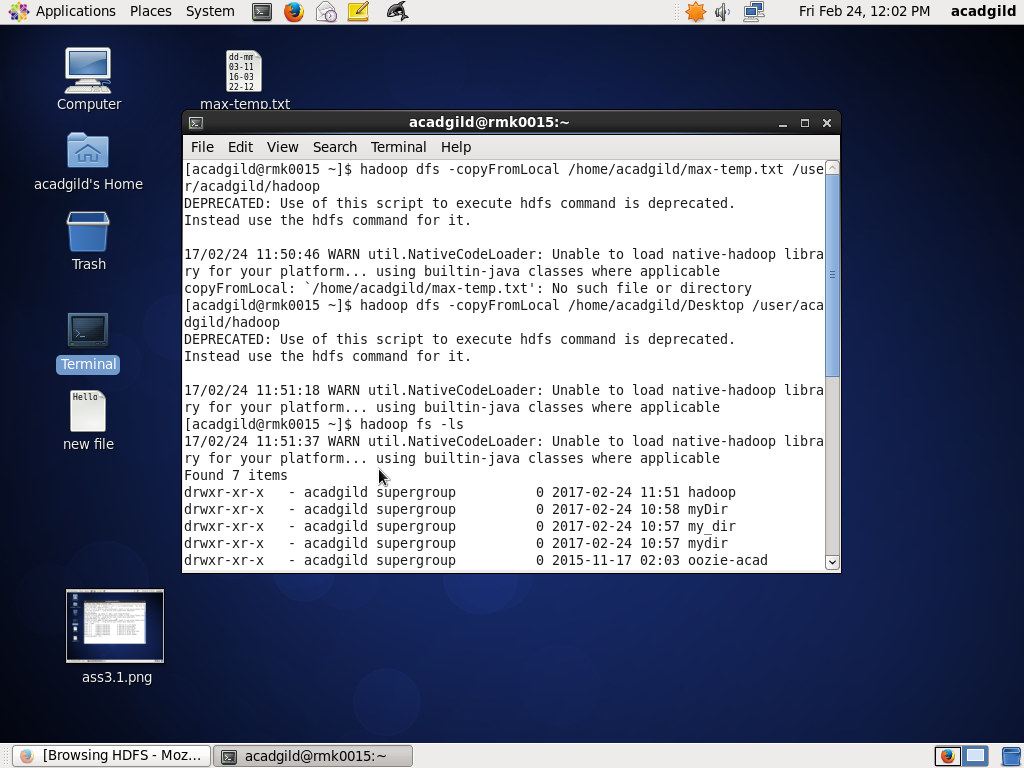 Applications Places System
Fri Feb 24, 12:02 PM acadgild
Computer
dd-mm
03-11
16-03
22-12
max-temp.txt
acadgild's Home
Trash
Terminal
Hello
new file
ass3.1.png
acadgild@rmk0015:~
File Edit View Search Terminal Help
[acadgild@rmk0015 ~]$ hadoop dfs -copyFromLocal /home/acadgild/max-temp.txt /use
r/acadgild/hadoop
DEPRECATED: Use of this script to execute hdfs command is deprecated.
Instead use the hdfs command for it.
17/02/24 11:50:46 WARN util.NativeCodeLoader: Unable to load native-hadoop libra
ry for your platform... using builtin-java classes where applicable
copyFromLocal: `/home/acadgild/max-temp.txt': No such file or directory
[acadgild@rmk0015 ~]$ hadoop dfs -copyFromLocal /home/acadgild/Desktop /user/aca
dgild/hadoop
DEPRECATED: Use of this script to execute hdfs command is deprecated.
Instead use the hdfs command for it.
17/02/24 11:51:18 WARN util.NativeCodeLoader: Unable to load native-hadoop libra
ry for your platform... using builtin-java classes where applicable
[acadgild@rmk0015 ~]$ hadoop fs -ls
17/02/24 11:51:37 WARN util.NativeCodeLoader: Unable to load native-hadoop libra
ry for your platform... using builtin-java classes where applicable
Found 7 items
drwxr-xr-x   - acadgild supergroup          0 2017-02-24 11:51 hadoop
drwxr-xr-x   - acadgild supergroup          0 2017-02-24 10:58 myDir
drwxr-xr-x   - acadgild supergroup          0 2017-02-24 10:57 my_dir
drwxr-xr-x   - acadgild supergroup          0 2017-02-24 10:57 mydir
drwxr-xr-x   - acadgild supergroup          0 2015-11-17 02:03 oozie-acad
[Browsing HDFS - Moz...
acadgild@rmk0015:~